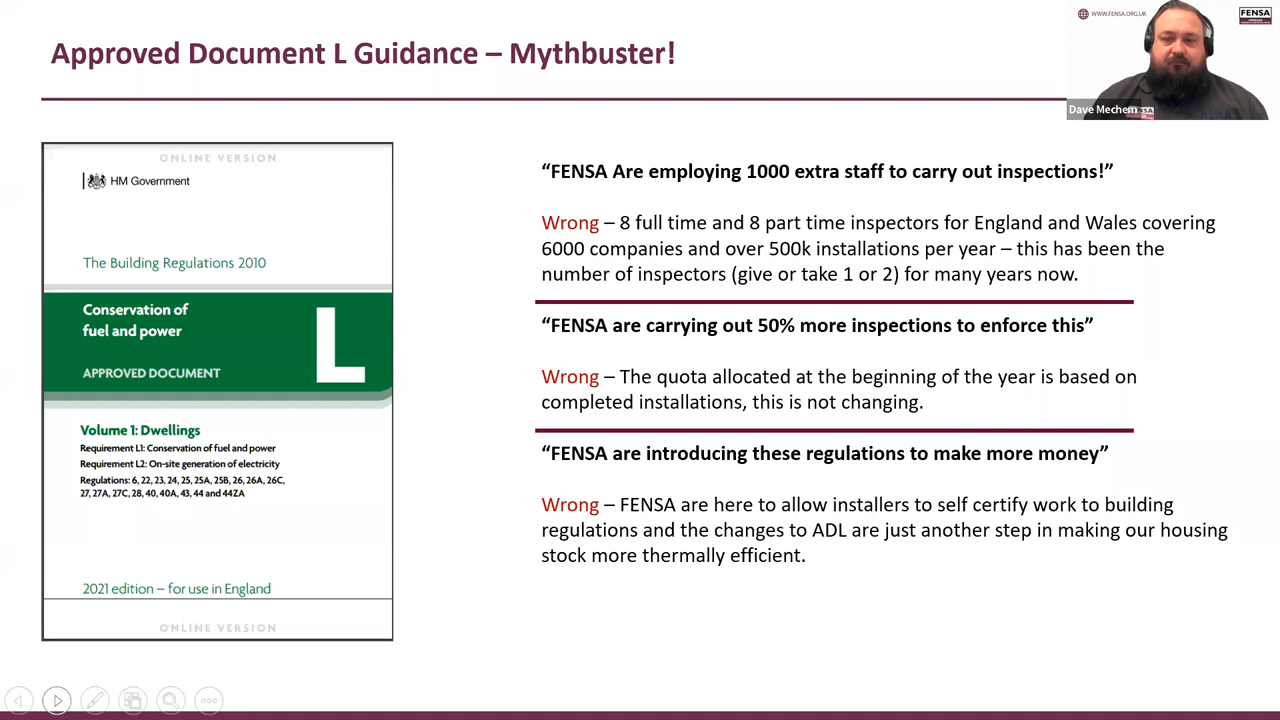 Approved Document L Guidance – Mythbuster!
WWW.FENSA.ORG.UK
FENSA
Dave Mechem
ONLINE VERSION
HM Government
The Building Regulations 2010
Conservation of
fuel and power
L
APPROVED DOCUMENT
Volume 1: Dwellings
Requirement L1: Conservation of fuel and power
Requirement L2: On-site generation of electricity
Regulations: 6, 22, 23, 24, 25, 25A, 25B, 26, 26A, 26C,
27, 27A, 27C, 28, 40, 40A, 43, 44 and 44ZA
2021 edition – for use in England
ONLINE VERSION
“FENSA Are employing 1000 extra staff to carry out inspections!”
Wrong – 8 full time and 8 part time inspectors for England and Wales covering
6000 companies and over 500k installations per year – this has been the
number of inspectors (give or take 1 or 2) for many years now.
“FENSA are carrying out 50% more inspections to enforce this”
Wrong – The quota allocated at the beginning of the year is based on
completed installations, this is not changing.
“FENSA are introducing these regulations to make more money”
Wrong – FENSA are here to allow installers to self certify work to building
regulations and the changes to ADL are just another step in making our housing
stock more thermally efficient.